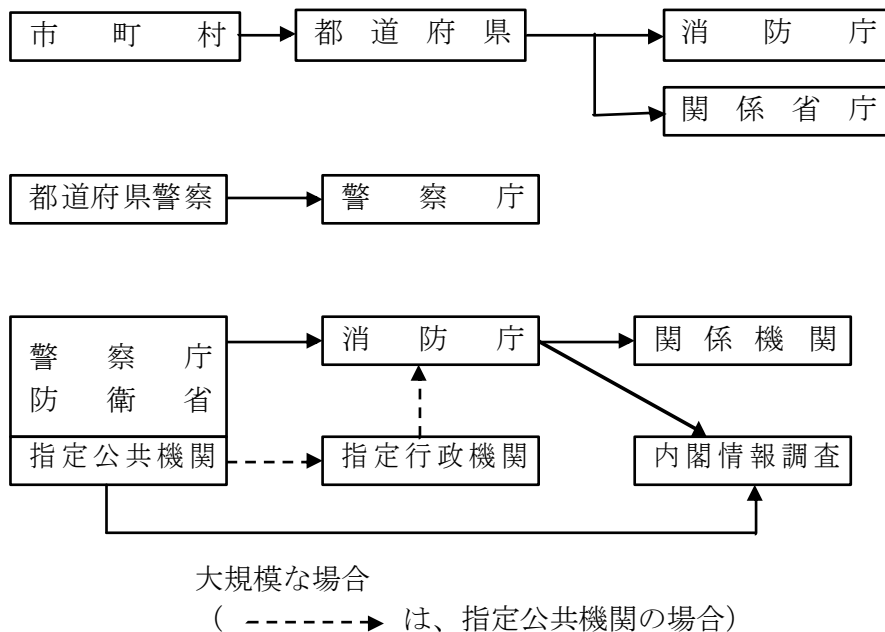 市町村 都道府県 消防庁
関係省庁
都道府県警察 警察庁
警察庁 消防庁 関係機関
防衛省
指定公共機関 指定行政機関 内閣情報調査
大規模な場合
( は、指定公共機関の場合)